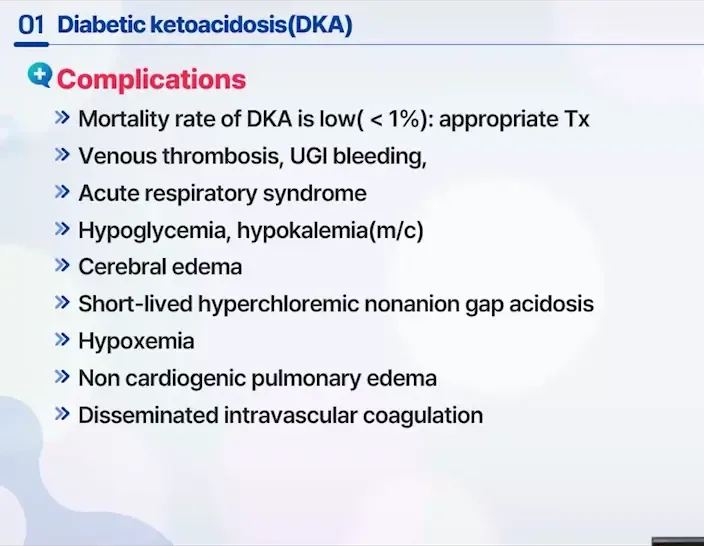 01 Diabetic ketoacidosis(DKA)
Complications
Mortality rate of DKA is low( < 1%): appropriate Tx
Venous thrombosis, UGI bleeding,
Acute respiratory syndrome
Hypoglycemia, hypokalemia(m/c)
Cerebral edema
Short-lived hyperchloremic nonanion gap acidosis
Hypoxemia
Non cardiogenic pulmonary edema
Disseminated intravascular coagulation